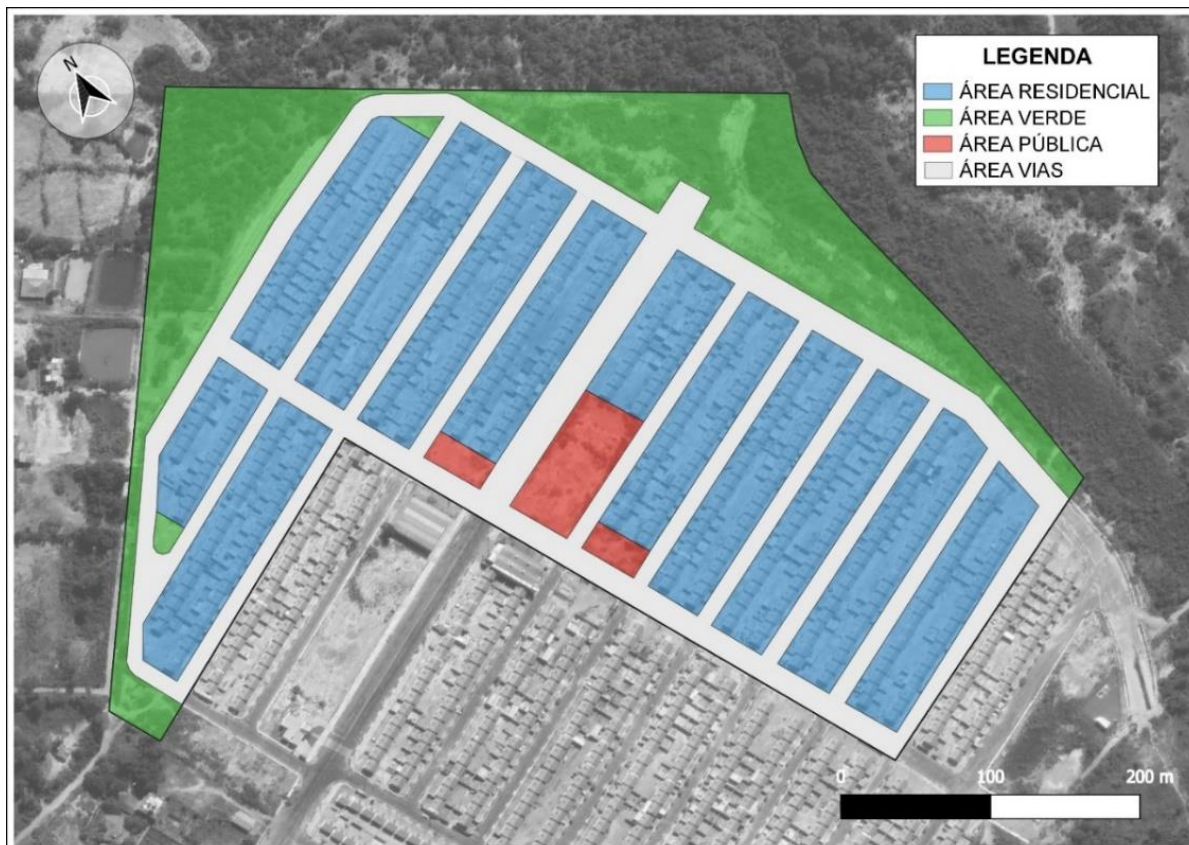 N
LEGENDA
ÁREA RESIDENCIAL
ÁREA VERDE
ÁREA PÚBLICA
ÁREA VIAS
0 100 200 m